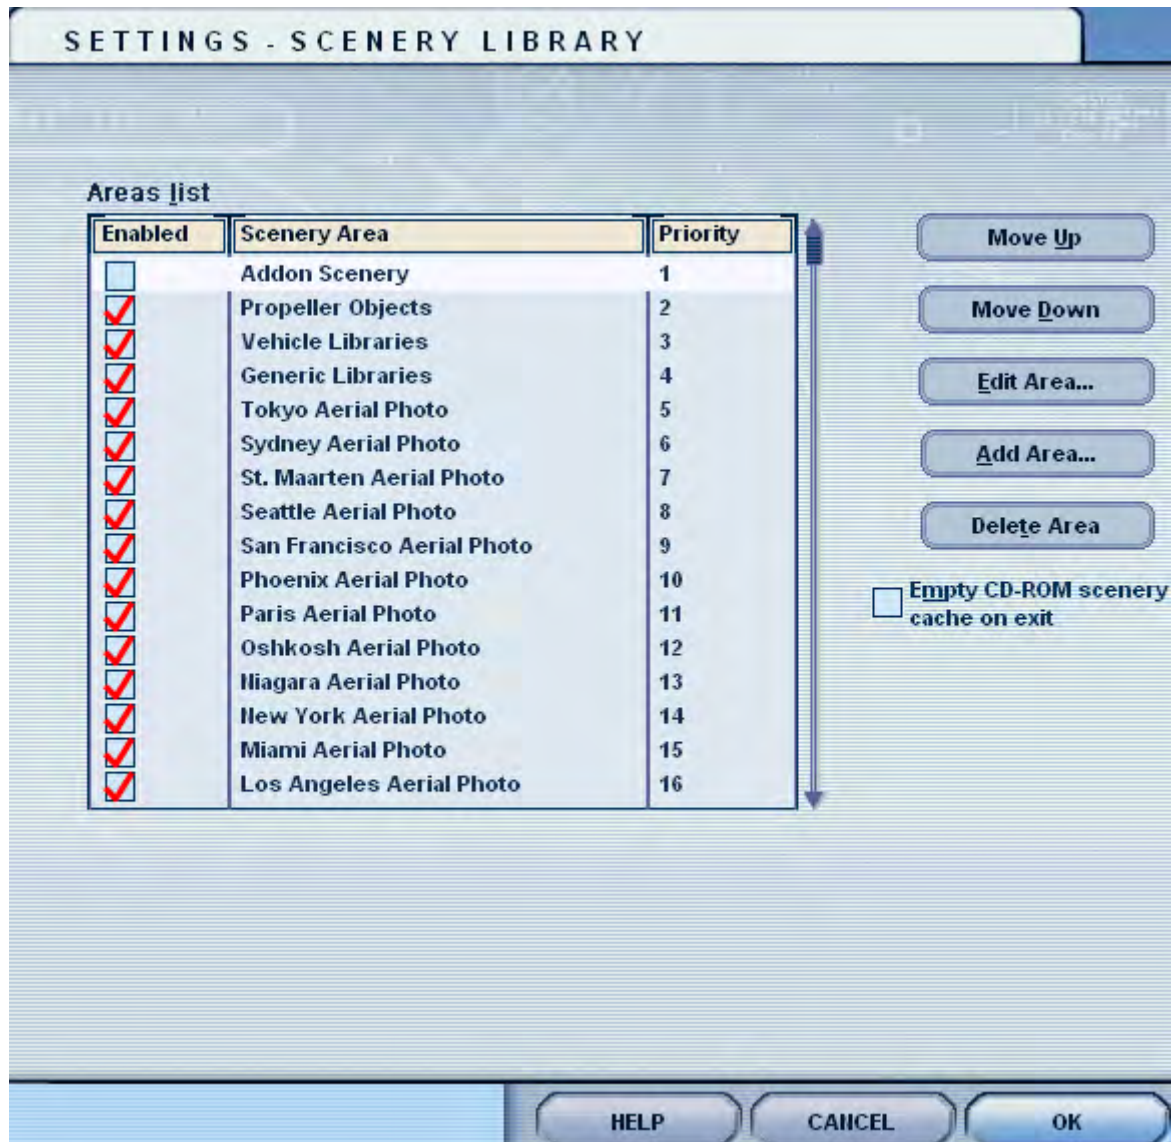 SETTINGS - SCENERY LIBRARY
Areas list
Enabled Scenery Area Priority
Addon Scenery 1
Propeller Objects 2
Vehicle Libraries 3
Generic Libraries 4
Tokyo Aerial Photo 5
Sydney Aerial Photo 6
St. Maarten Aerial Photo 7
Seattle Aerial Photo 8
San Francisco Aerial Photo 9
Phoenix Aerial Photo 10
Paris Aerial Photo 11
Oshkosh Aerial Photo 12
Niagara Aerial Photo 13
New York Aerial Photo 14
Miami Aerial Photo 15
Los Angeles Aerial Photo 16
Move Up
Move Down
Edit Area...
Add Area...
Delete Area
Empty CD-ROM scenery
cache on exit
HELP CANCEL OK